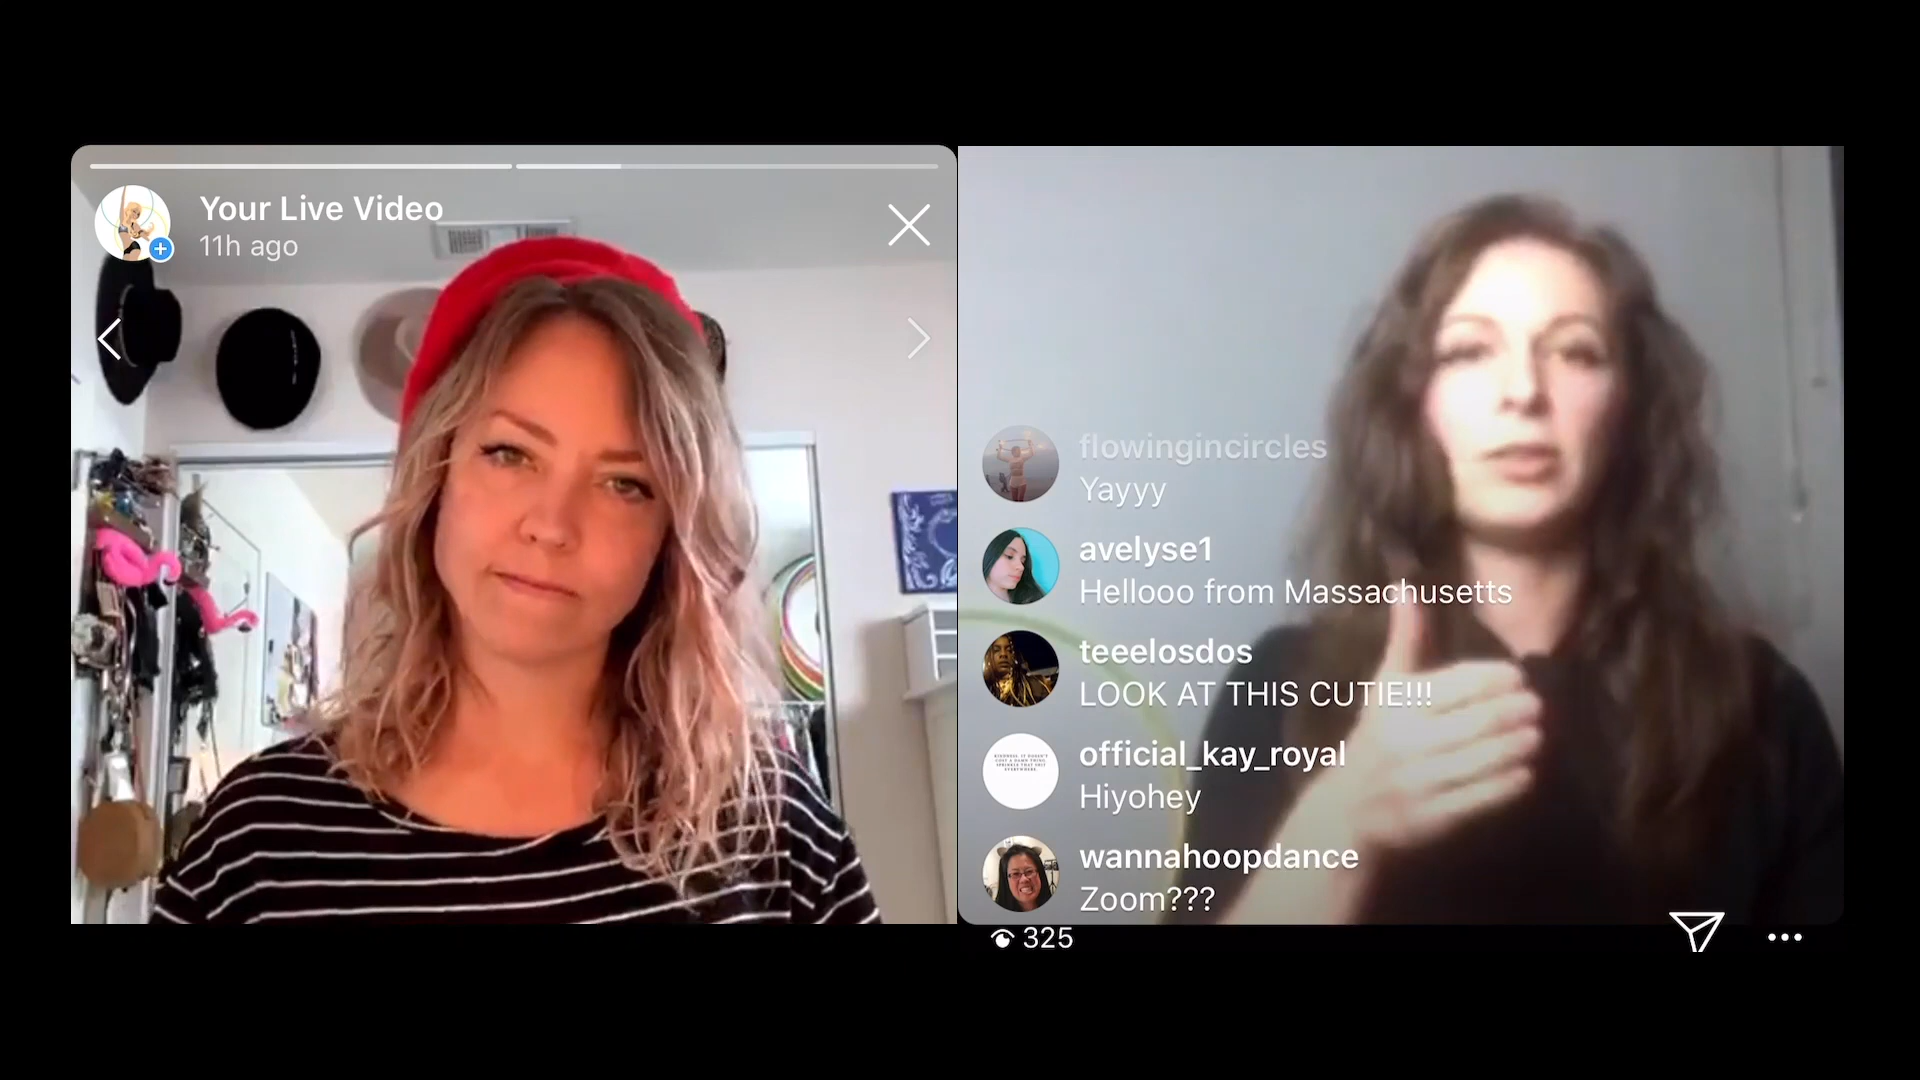 Your Live Video
11h ago
flowingincircles
Yayyy
avelyse1
Hellooo from Massachusetts
teeelosdos
LOOK AT THIS CUTIE!!!
official_kay_royal
Hiyohey
wannahoopdance
Zoom???
325